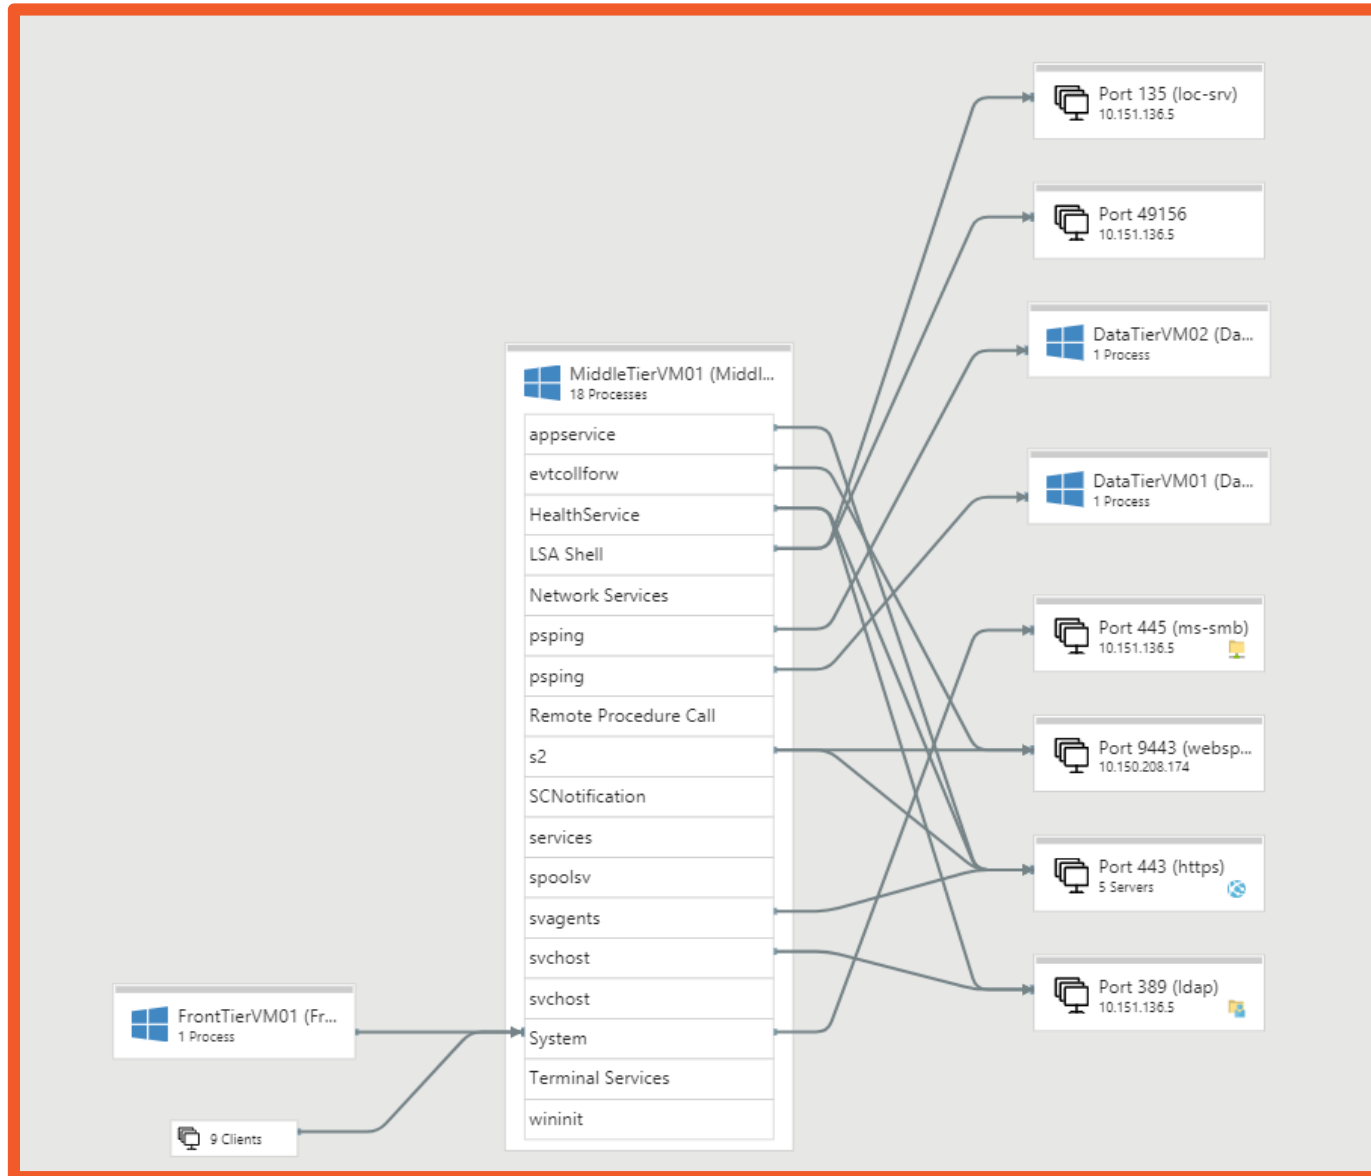 Port 135 (loc-srv)
10.151.136.5
Port 49156
10.151.136.5
DataTierVM02 (Da...
1 Process
MiddleTierVM01 (Middl...
18 Processes
appservice
evtcollforw
HealthService
LSA Shell
Network Services
psping
psping
Remote Procedure Call
s2
SCNotification
services
spoolsv
svagents
svchost
svchost
System
Terminal Services
wininit
DataTierVM01 (Da...
1 Process
Port 445 (ms-smb)
10.151.136.5
Port 9443 (websp...
10.150.208.174
Port 443 (https)
5 Servers
Port 389 (ldap)
10.151.136.5
FrontTierVM01 (Fr...
1 Process
9 Clients